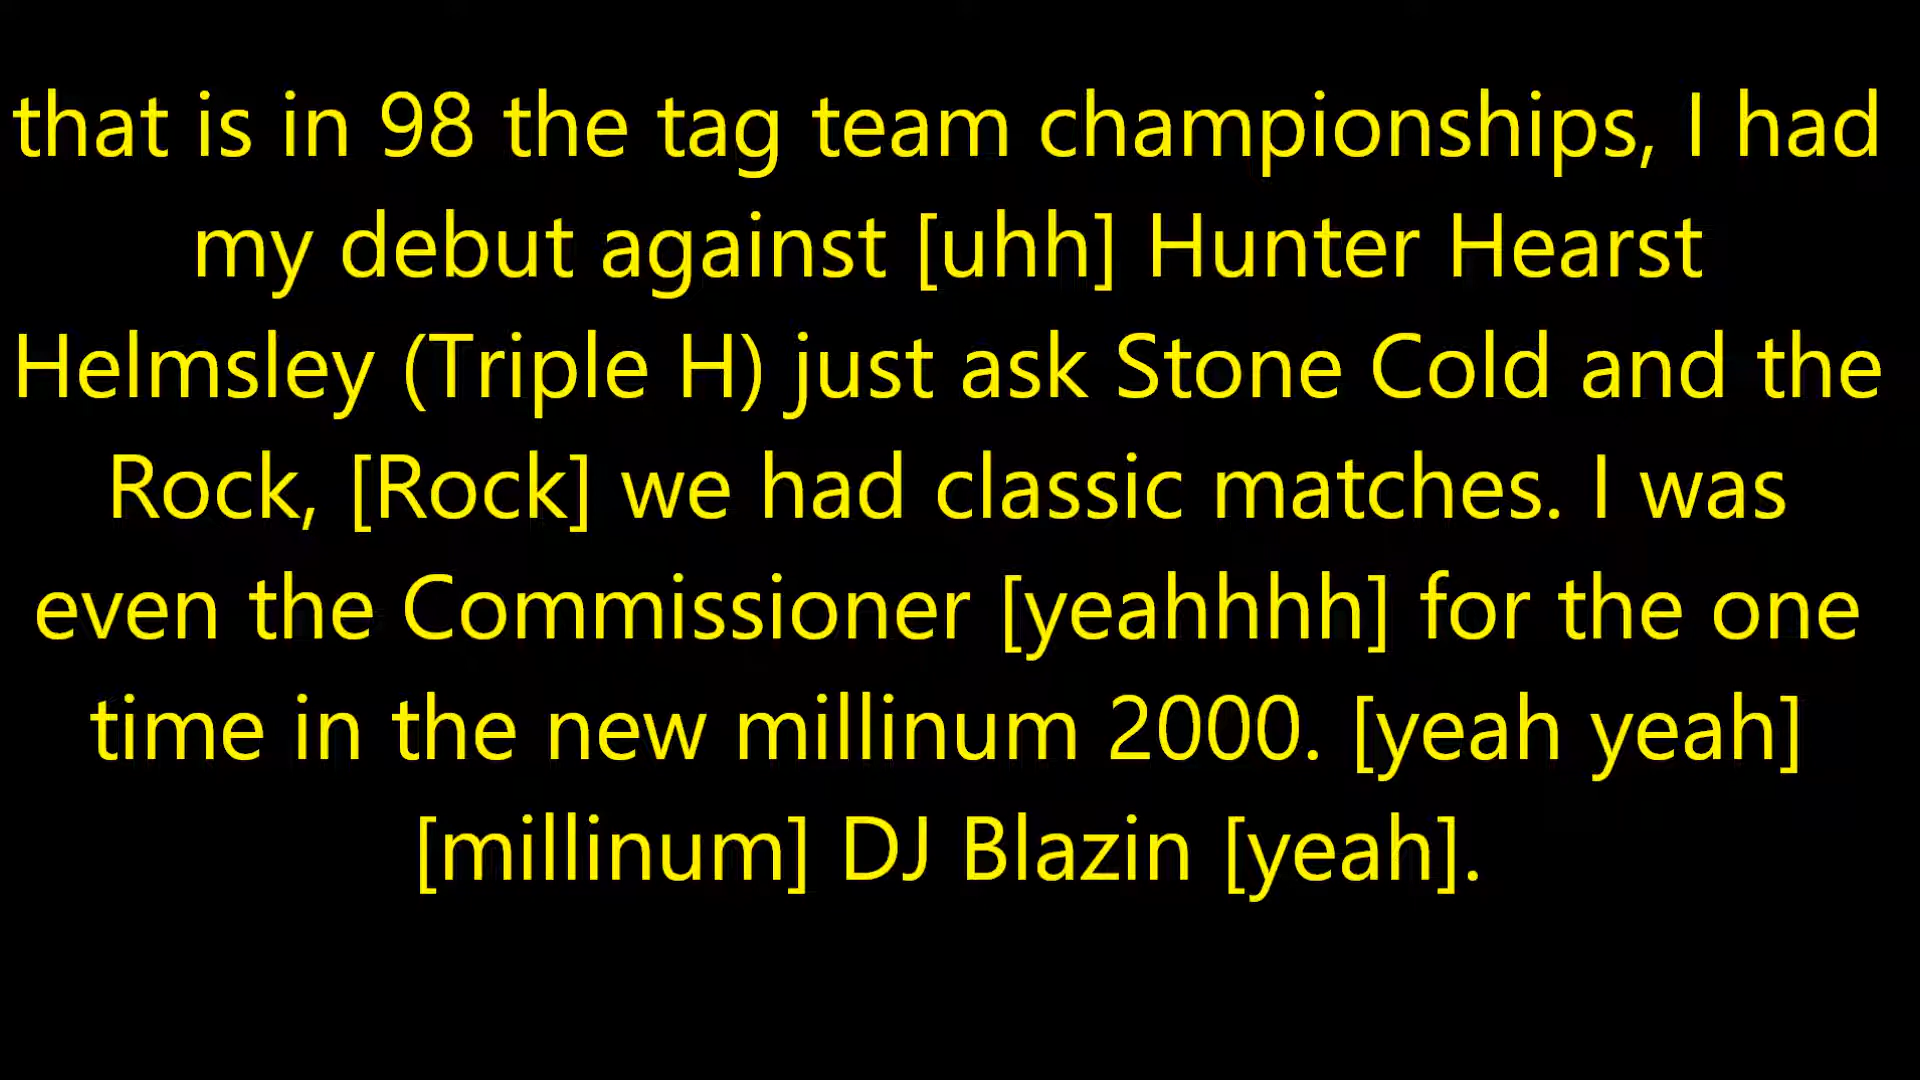 that is in 98 the tag team championships, I had
my debut against [uhh] Hunter Hearst
Helmsley (Triple H) just ask Stone Cold and the
Rock, [Rock] we had classic matches. I was
even the Commissioner [yeahhhh] for the one
time in the new millinum 2000. [yeah yeah]
[millinum] DJ Blazin [yeah].